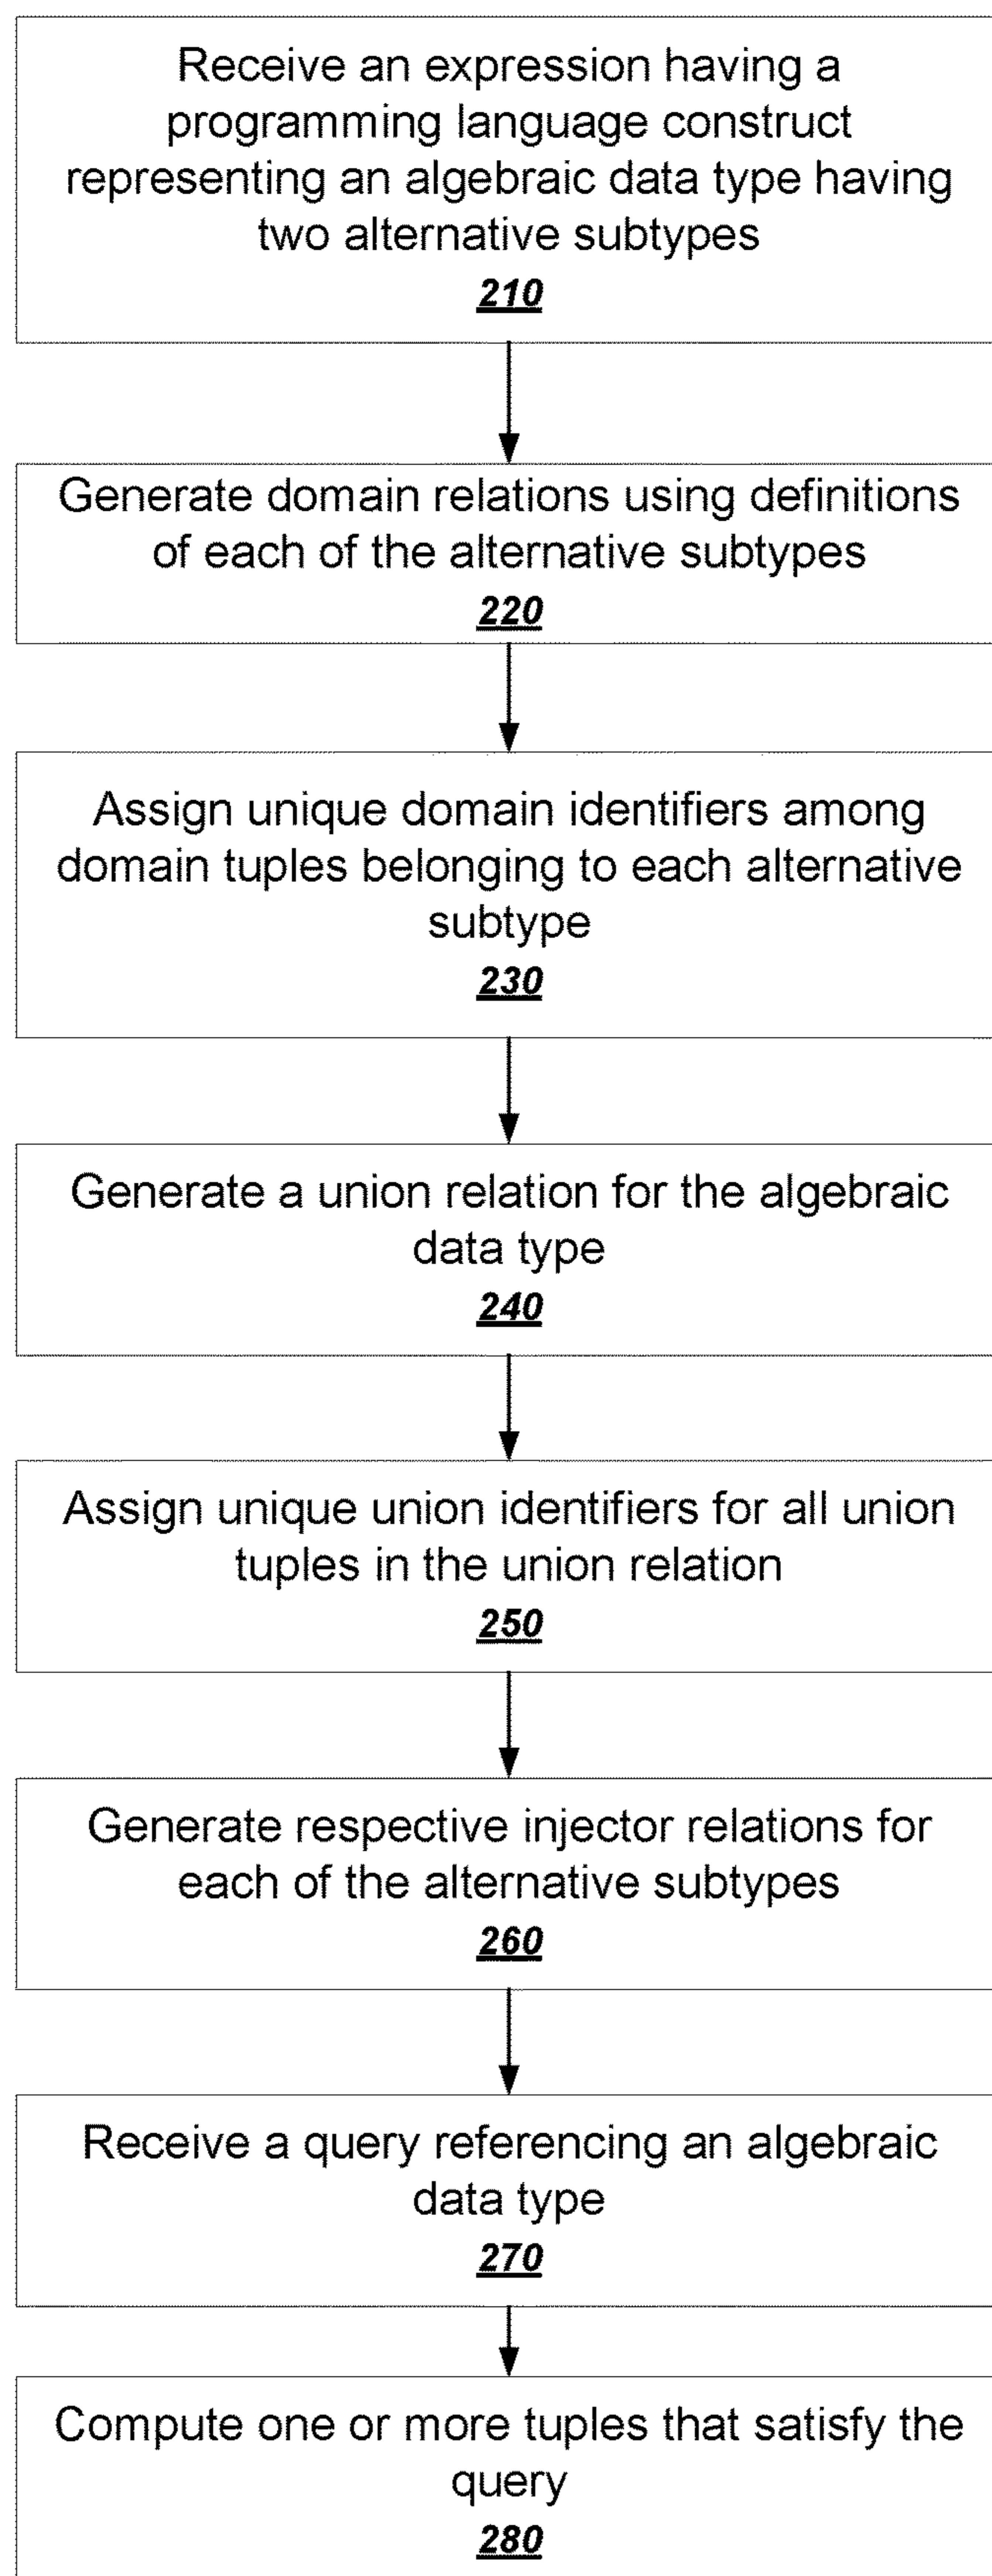 Receive an expression having a
programming language construct
representing an algebraic data type having
two alternative subtypes
210
Generate domain relations using definitions
of each of the alternative subtypes
220
Assign unique domain identifiers among
domain tuples belonging to each alternative
subtype
230
Generate a union relation for the algebraic
data type
240
Assign unique union identifiers for all union
tuples in the union relation
250
Generate respective injector relations for
each of the alternative subtypes
260
Receive a query referencing an algebraic
data type
270
Compute one or more tuples that satisfy the
query
280